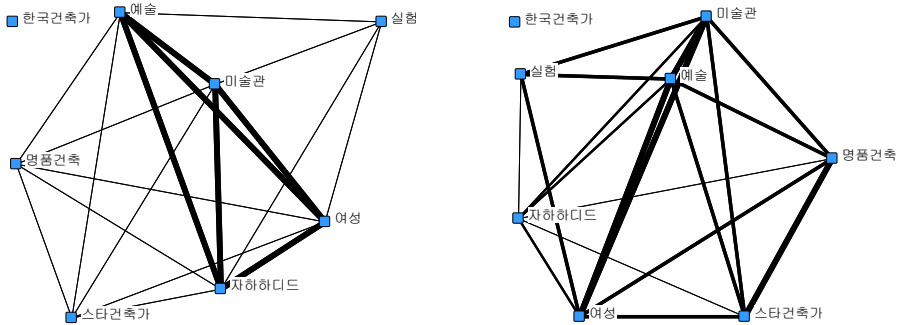 한국건축가
예술
실험
미술관
명품건축
여성
자하하디드
스타건축가
한국건축가
미술관
실험
예술
명품건축
자하하디드
여성
스타건축가